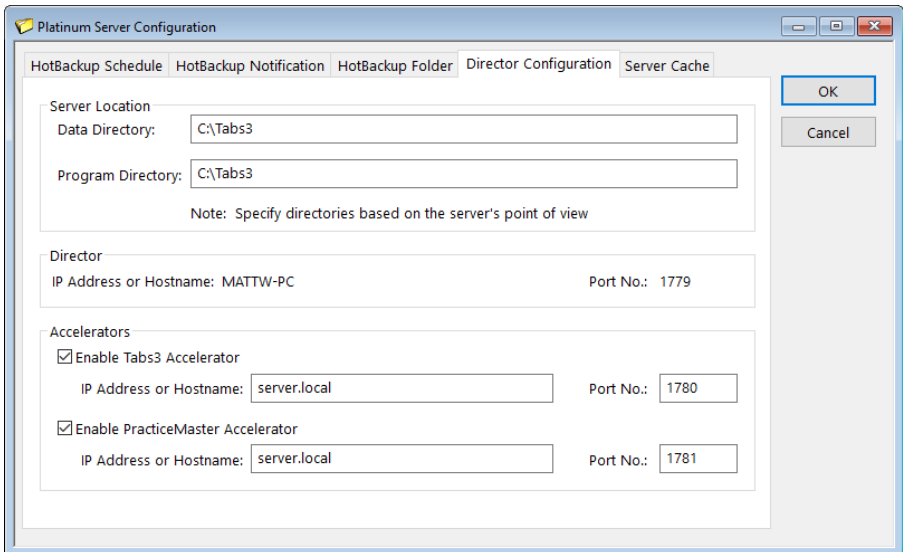 Platinum Server Configuration
HotBackup Schedule HotBackup Notification HotBackup Folder Director Configuration Server Cache
OK
Cancel
Server Location
Data Directory: C:\Tabs3
Program Directory: C:\Tabs3
Note: Specify directories based on the server's point of view
Director
IP Address or Hostname: MATTW-PC Port No.: 1779
Accelerators
Enable Tabs3 Accelerator
IP Address or Hostname: server.local Port No.: 1780
Enable PracticeMaster Accelerator
IP Address or Hostname: server.local Port No.: 1781